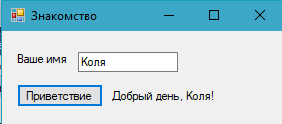 Знакомство
Ваше имя Коля
Приветствие Добрый день, Коля!